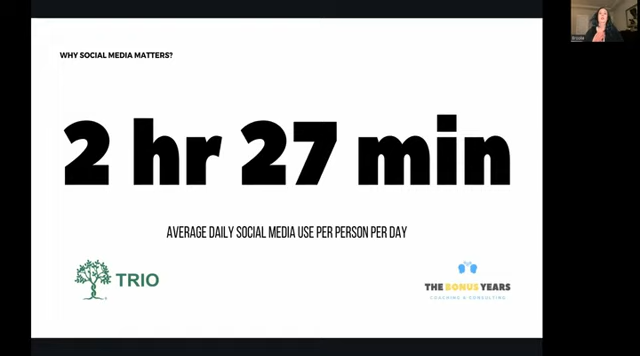 WHY SOCIAL MEDIA MATTERS?
2 hr 27 min
AVERAGE DAILY SOCIAL MEDIA USE PER PERSON PER DAY
TRIO
THE BONUS YEARS
COACHING & CONSULTING